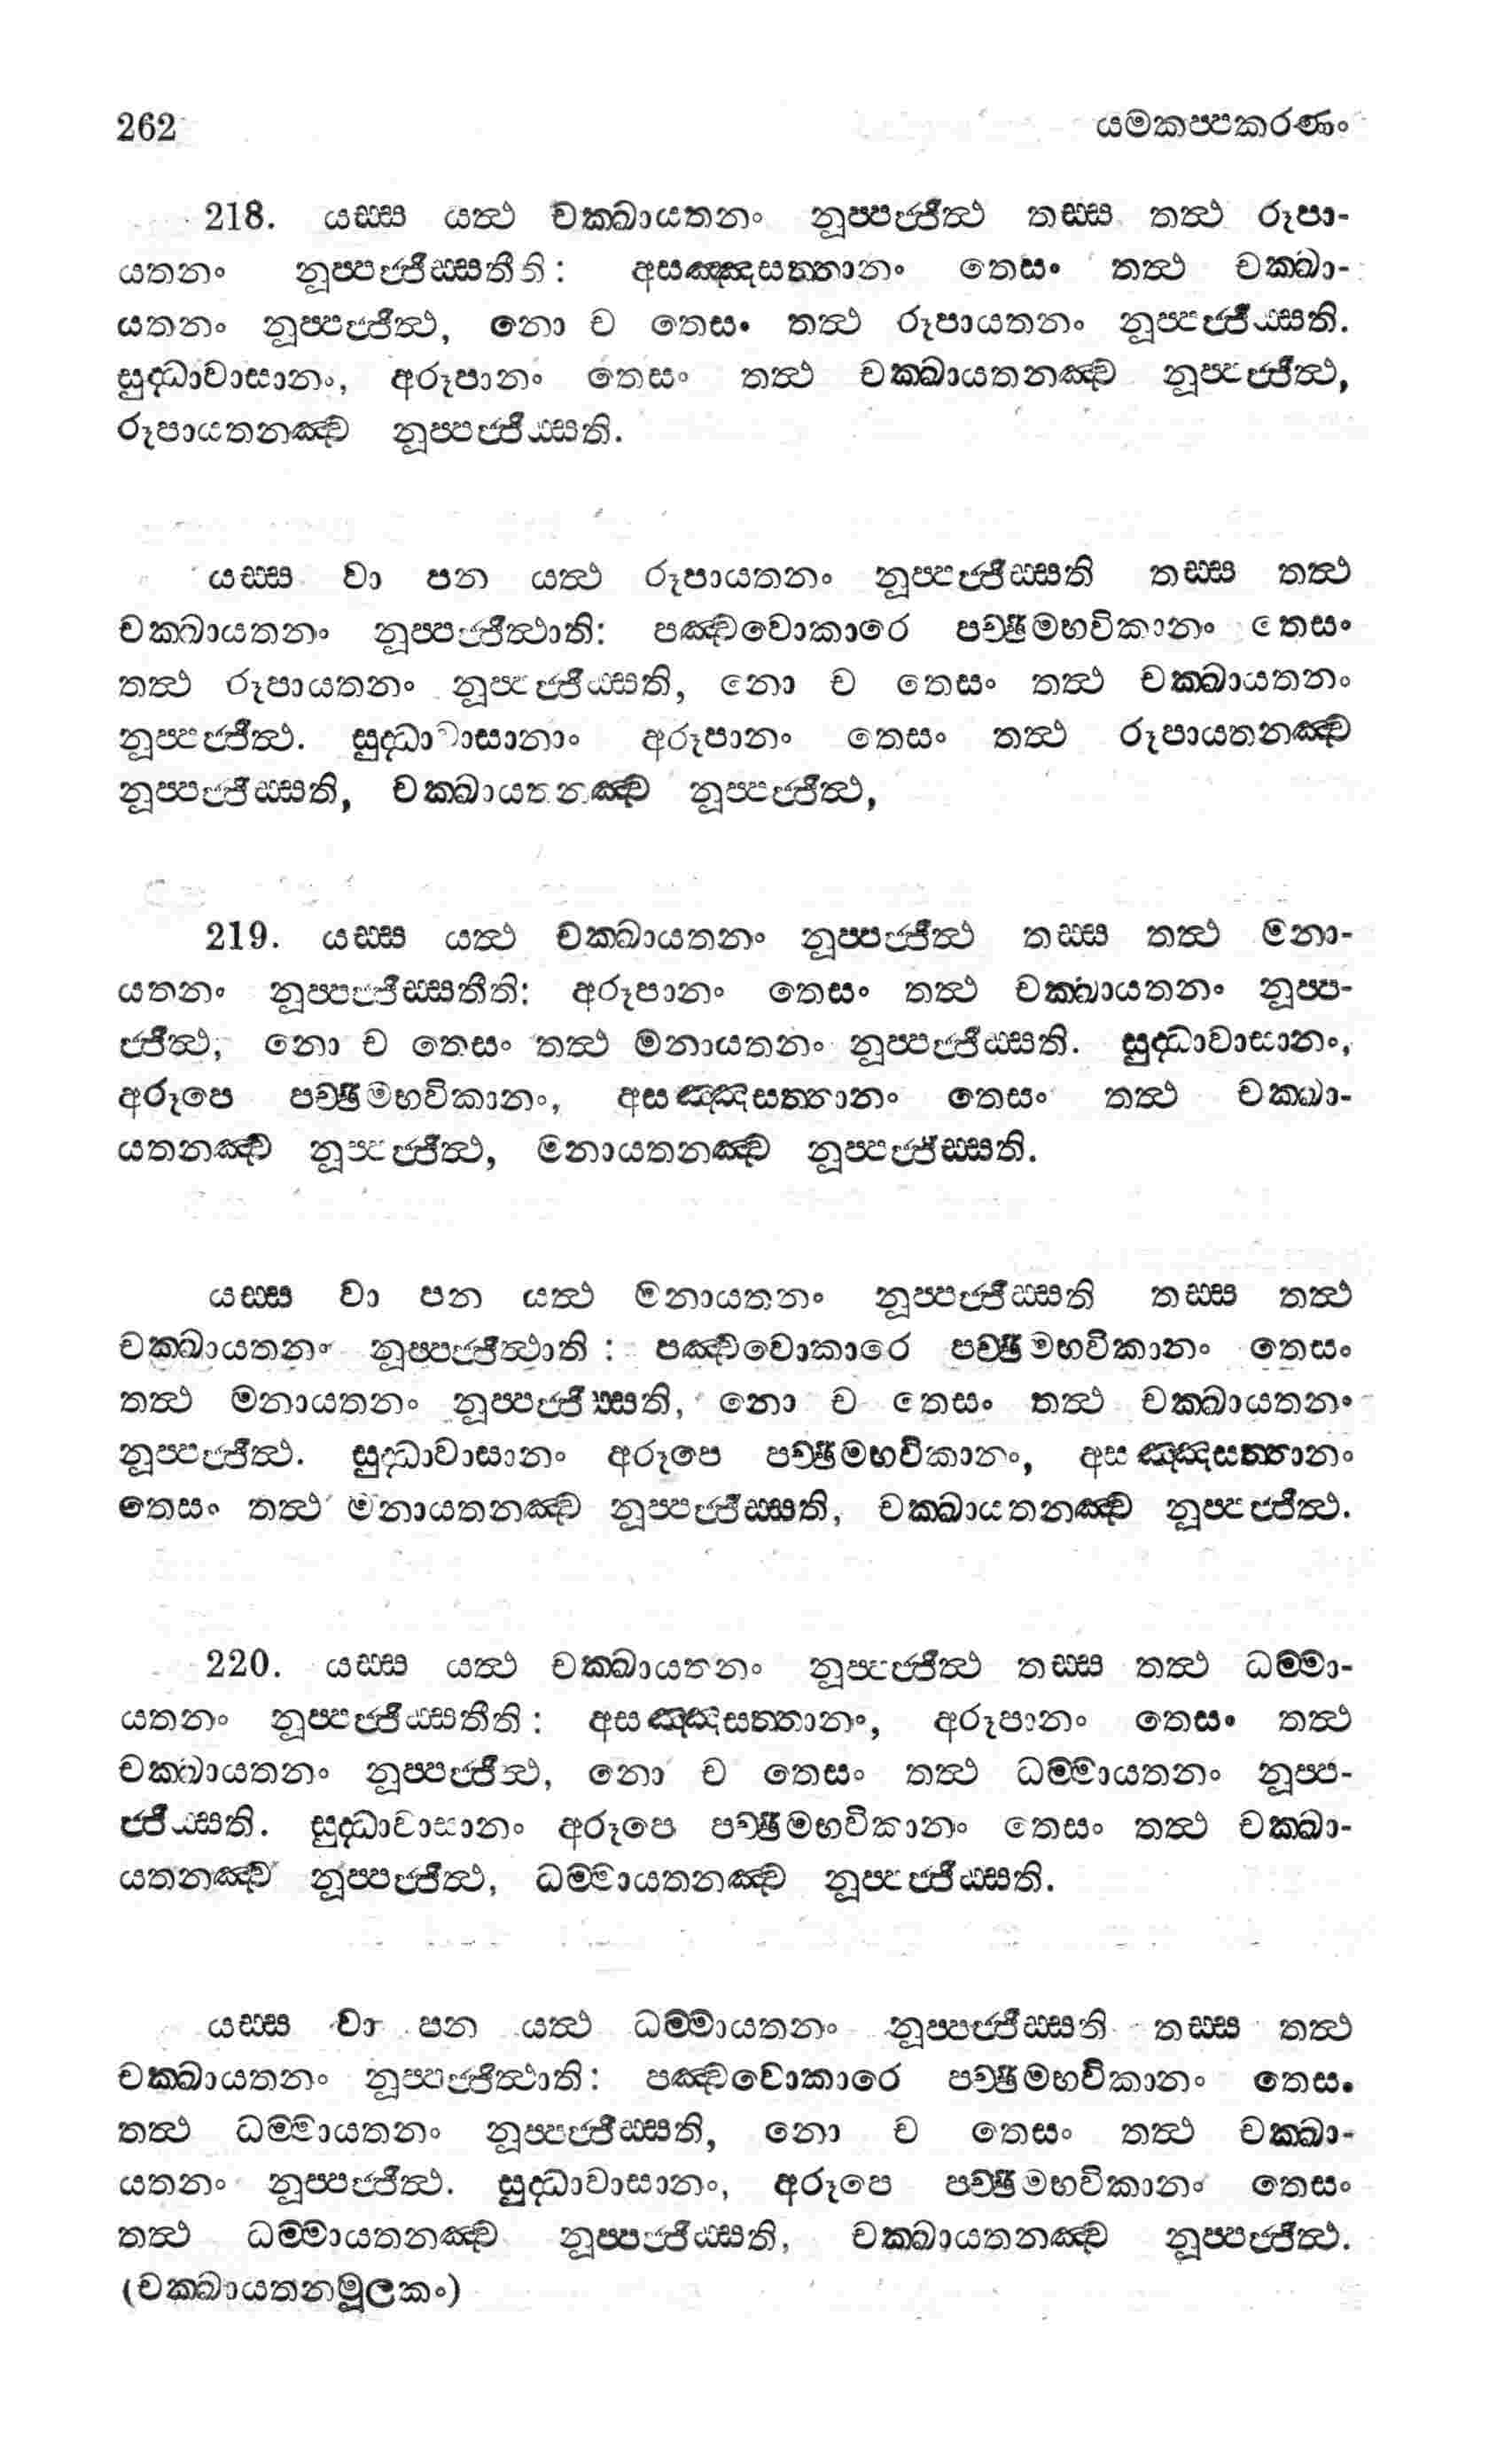 262 යමකප්පකරණං
218. යස්ස යත්ථ චක්ඛායතනං නූප්පජ්ජිත්ථ තස්ස තත්ථ රූපා-
යතනං නූප්පජ්ජිස්සතීති: අසඤ්ඤසත්තානං තෙසං තත්ථ චක්ඛා-
යතනං නූප්පජ්ජිත්ථ, නො ච තෙසං තත්ථ රූපායතනං නූප්පජ්ජිස්සති.
සුද්ධාවාසානං, අරූපානං තෙසං තත්ථ චක්ඛායතනඤ්ච නූප්පජ්ජිත්ථ,
රූපායතනඤ්ච නූප්පජ්ජිස්සති.
යස්ස වා පන යත්ථ රූපායතනං නූප්පජ්ජිස්සති තස්ස තත්ථ
චක්ඛායතනං නූප්පජ්ජිත්ථාති: පඤ්චවොකාරෙ පච්ඡිමභවිකානං තෙසං
තත්ථ රූපායතනං නූප්පජ්ජිස්සති, නො ච තෙසං තත්ථ චක්ඛායතනං
නූප්පජ්ජිත්ථ. සුද්ධාවාසානාං අරූපානං තෙසං තත්ථ රූපායතනඤ්ච
නූප්පජ්ජිස්සති, චක්ඛායතනඤ්ච නූප්පජ්ජිත්ථ,
219. යස්ස යත්ථ චක්ඛායතනං නූප්පජ්ජිත්ථ තස්ස තත්ථ මනා-
යතනං නූප්පජ්ජිස්සතීති: අරූපානං තෙසං තත්ථ චක්ඛායතනං නූප්ප-
ජ්ජිත්ථ, නො ච තෙසං තත්ථ මනායතනං නූප්පජ්ජිස්සති. සුද්ධාවාසානං,
අරූපෙ පච්ඡිමභවිකානං, අසඤ්ඤසත්තානං තෙසං තත්ථ චක්ඛා-
යතනඤ්ච නූප්පජ්ජිත්ථ, මනායතනඤ්ච නූප්පජ්ජිස්සති.
යස්ස වා පන යත්ථ මනායතනං නූප්පජ්ජිස්සති තස්ස තත්ථ
චක්ඛායතනං නූප්පජ්ජිත්ථාති: පඤ්චවොකාරෙ පච්ඡිමභවිකානං තෙසං
තත්ථ මනායතනං නූප්පජ්ජිස්සති, නො ච තෙසං තත්ථ චක්ඛායතනං
නූප්පජ්ජිත්ථ. සුද්ධාවාසානං අරූපෙ පච්ඡිමභවිකානං, අසඤ්ඤසත්තානං
තෙසං තත්ථ මනායතනඤ්ච නූප්පජ්ජිස්සති, චක්ඛායතනඤ්ච නූප්පජ්ජිත්ථ.
220. යස්ස යත්ථ චක්ඛායතනං නූප්පජ්ජිත්ථ තස්ස තත්ථ ධම්මා-
යතනං නූප්පජ්ජිස්සතීති: අසඤ්ඤසත්තානං, අරූපානං තෙසං තත්ථ
චක්ඛායතනං නූප්පජ්ජිත්ථ, නො ච තෙසං තත්ථ ධම්මායතනං නූප්ප-
ජ්ජිස්සති. සුද්ධාවාසානං අරූපෙ පච්ඡිමභවිකානං තෙසං තත්ථ චක්ඛා-
යතනඤ්ච නූප්පජ්ජිත්ථ, ධම්මායතනඤ්ච නූප්පජ්ජිස්සති.
යස්ස වා පන යත්ථ ධම්මායතනං නූප්පජ්ජිස්සති තස්ස තත්ථ
චක්ඛායතනං නූප්පජ්ජිත්ථාති: පඤ්චවොකාරෙ පච්ඡිමභවිකානං තෙසං
තත්ථ ධම්මායතනං නූප්පජ්ජිස්සති, නො ච තෙසං තත්ථ චක්ඛා-
යතනං නූප්පජ්ජිත්ථ. සුද්ධාවාසානං, අරූපෙ පච්ඡිමභවිකානං තෙසං
තත්ථ ධම්මායතනඤ්ච නූප්පජ්ජිස්සති, චක්ඛායතනඤ්ච නූප්පජ්ජිත්ථ.
(චක්ඛායතනමූලකං)